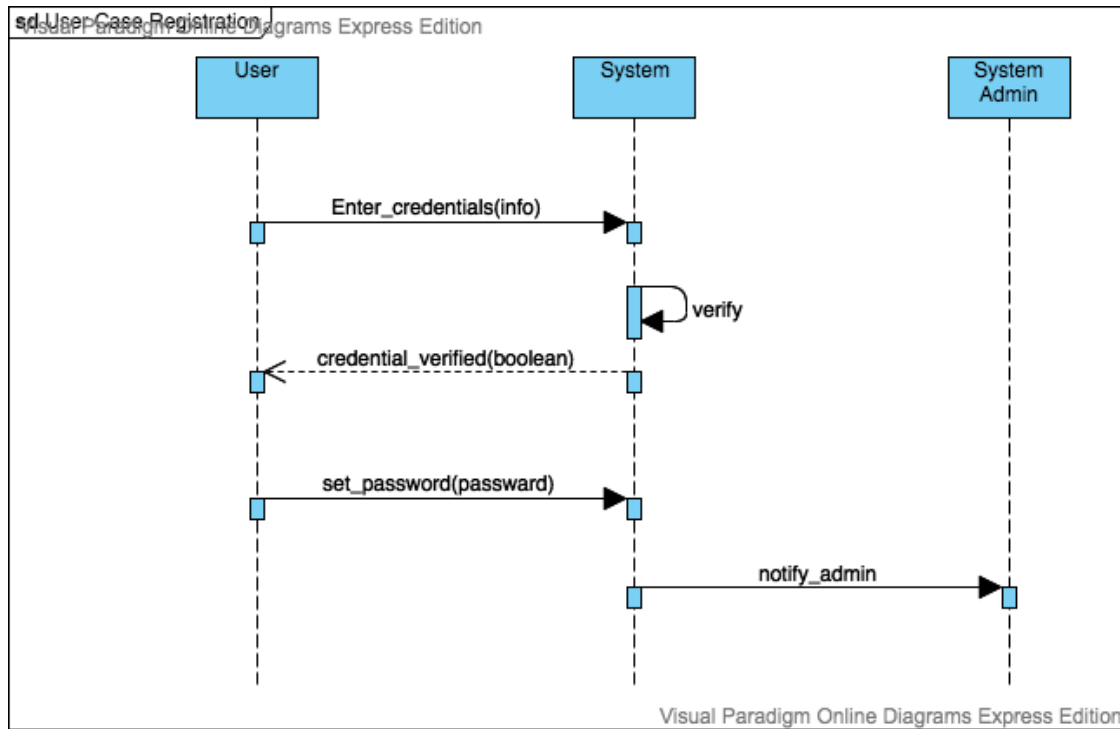 sd User Case Registration
Visual Paradigm Online Diagrams Express Edition
User
System
System
Admin
Enter_credentials(info)
verify
credential_verified(boolean)
set_password(passward)
notify_admin
Visual Paradigm Online Diagrams Express Edition